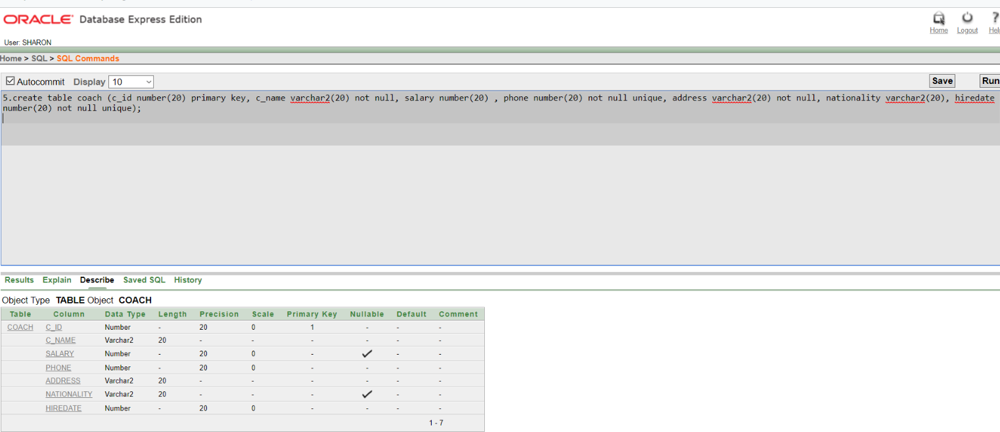 ORACLE Database Express Edition
Home Logout Help
User: SHARON
Home > SQL > SQL Commands
Autocommit Display 10 Save Run
5.create table coach (c_id number(20) primary key, c_name varchar2(20) not null, salary number(20) , phone number(20) not null unique, address varchar2(20) not null, nationality varchar2(20), hiredate
number(20) not null unique);
Results Explain Describe Saved SQL History
Object Type TABLE Object COACH
Table Column Data Type Length Precision Scale Primary Key Nullable Default Comment
COACH C_ID Number - 20 0 1 - - -
C_NAME Varchar2 20 - - - - - -
SALARY Number - 20 0 - ✓ - -
PHONE Number - 20 0 - - - -
ADDRESS Varchar2 20 - - - - - -
NATIONALITY Varchar2 20 - - - ✓ - -
HIREDATE Number - 20 0 - - - -
1 - 7